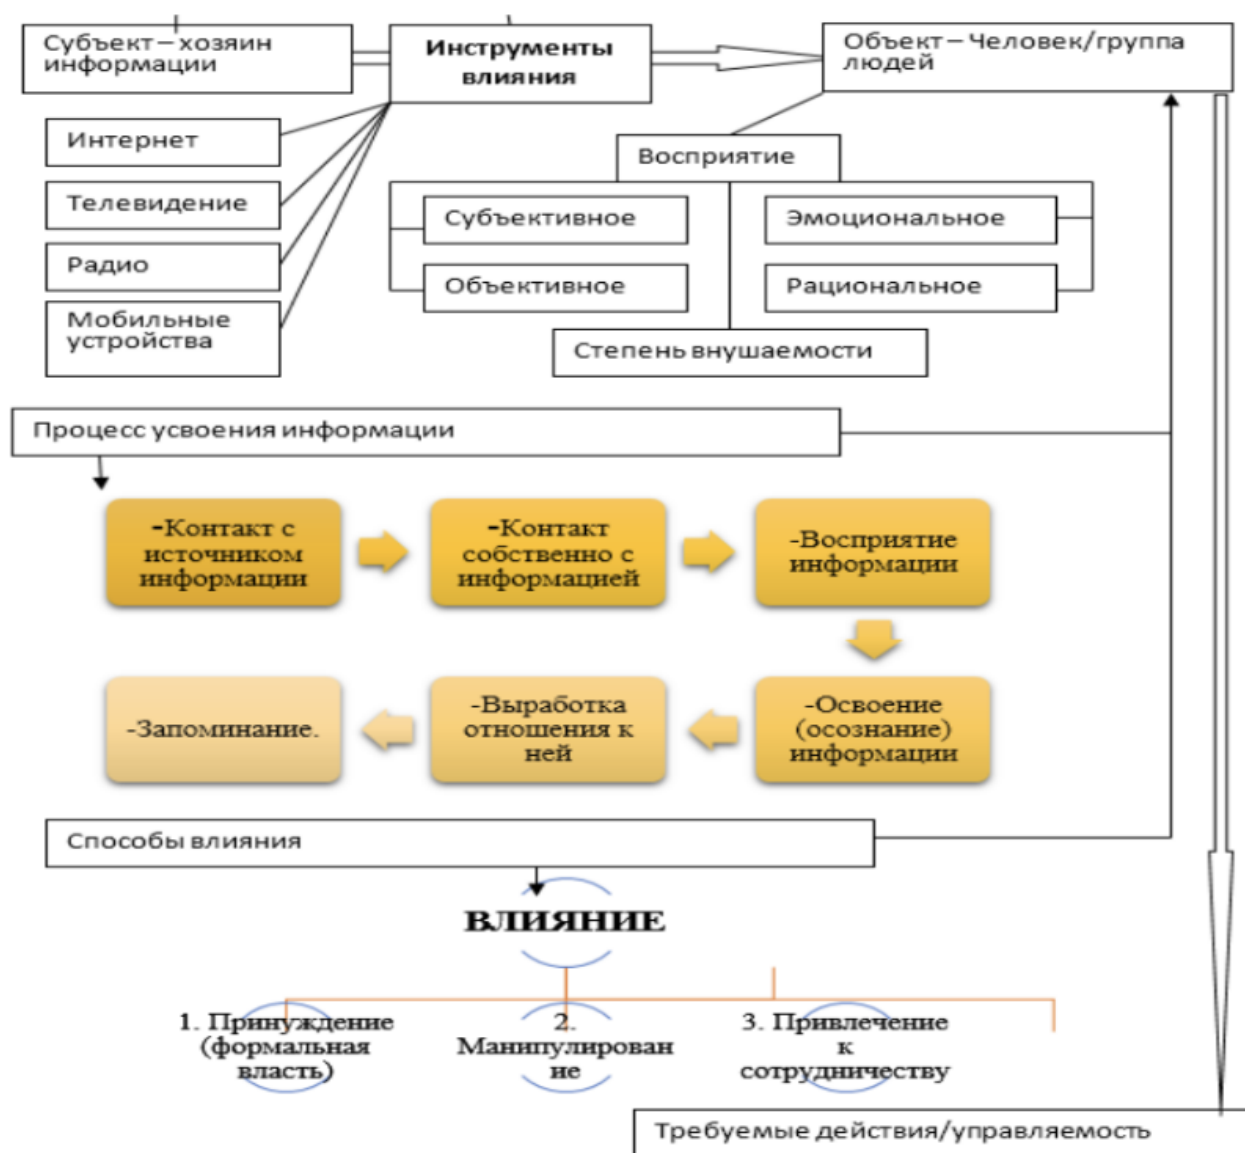 Субъект – хозяин
информации
Инструменты
влияния
Объект – Человек/группа
людей
Интернет
Телевидение
Радио
Мобильные
устройства
Восприятие
Субъективное
Эмоциональное
Объективное
Рациональное
Степень внушаемости
Процесс усвоения информации
-Контакт с
источником
информации
-Контакт
собственно с
информацией
-Восприятие
информации
-Освоение
(осознание)
информации
-Выработка
отношения к
ней
-Запоминание.
Способы влияния
ВЛИЯНИЕ
1. Принуждение
(формальная
власть)
2.
Манипулирован
ие
3. Привлечение
к
сотрудничеству
Требуемые действия/управляемость